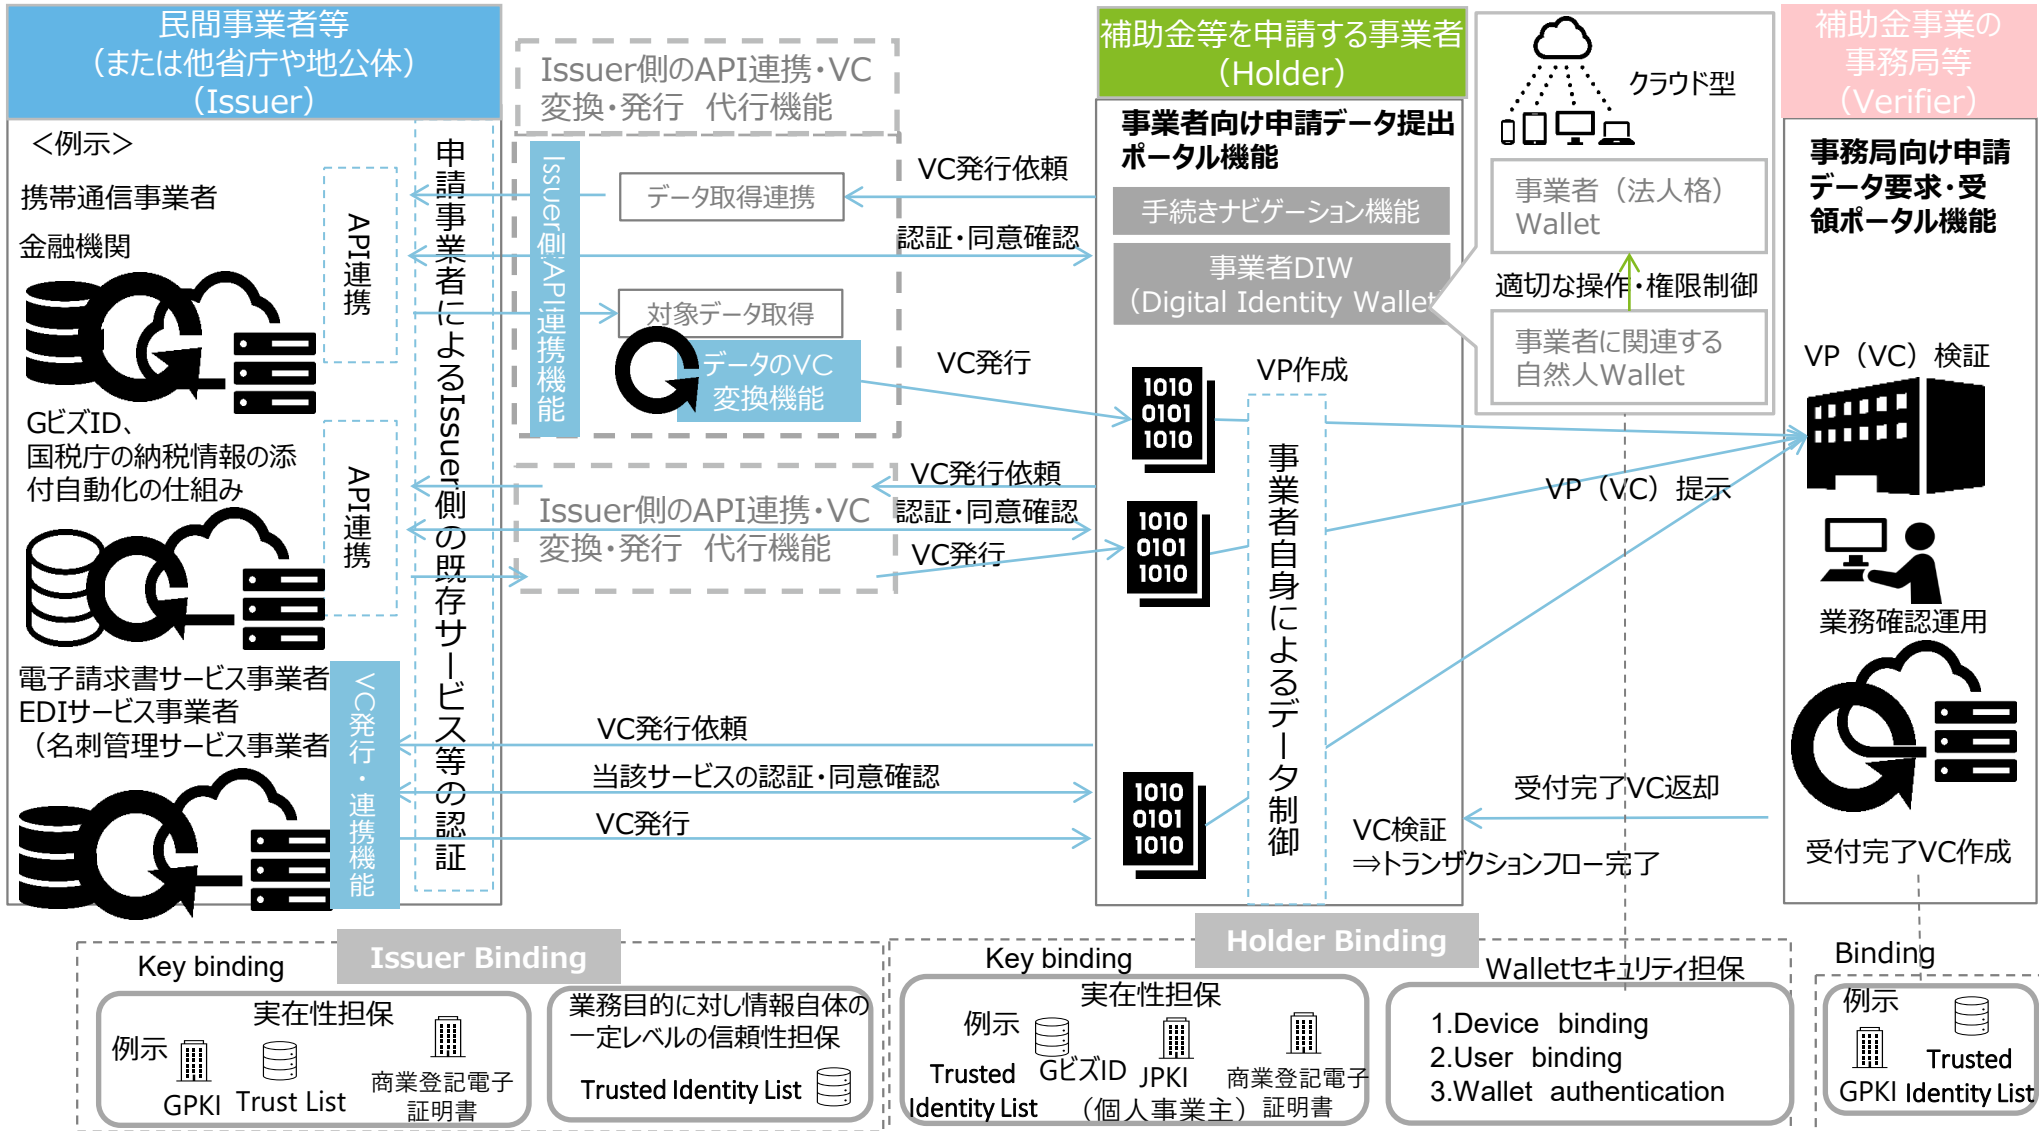 民間事業者等
（または他省庁や地公体）
（Issuer）
＜例示＞
携帯通信事業者
金融機関
API連携
GビズID、
国税庁の納税情報の添
付自動化の仕組み
API連携
電子請求書サービス事業者
EDIサービス事業者
（名刺管理サービス事業者
VC発行・連携機能
申請事業者によるIssuer側の既存サービス等の認証
Issuer側のAPI連携・VC
変換・発行　代行機能
Issuer側API連携機能
データ取得連携
対象データ取得
データのVC
変換機能
Issuer側のAPI連携・VC
変換・発行　代行機能
VC発行依頼
認証・同意確認
VC発行
VC発行依頼
認証・同意確認
VC発行
VC発行依頼
当該サービスの認証・同意確認
VC発行
補助金等を申請する事業者
（Holder）
事業者向け申請データ提出
ポータル機能
手続きナビゲーション機能
事業者DIW
（Digital Identity Wallet
1010
0101
1010
1010
0101
1010
1010
0101
1010
VP作成
事業者自身によるデータ制御
クラウド型
事業者（法人格）
Wallet
適切な操作・権限制御
事業者に関連する
自然人Wallet
VP（VC）提示
受付完了VC返却
VC検証
⇒トランザクションフロー完了
補助金事業の
事務局等
（Verifier）
事務局向け申請
データ要求・受
領ポータル機能
VP（VC）検証
業務確認運用
受付完了VC作成
Issuer Binding
Key binding
実在性担保
例示
GPKI
Trust List
商業登記電子
証明書
業務目的に対し情報自体の
一定レベルの信頼性担保
Trusted Identity List
Holder Binding
Key binding
実在性担保
例示
Trusted
Identity List
GビズID
JPKI
（個人事業主）
商業登記電子
証明書
Walletセキュリティ担保
1.Device binding
2.User binding
3.Wallet authentication
Binding
例示
GPKI
Trusted
Identity List